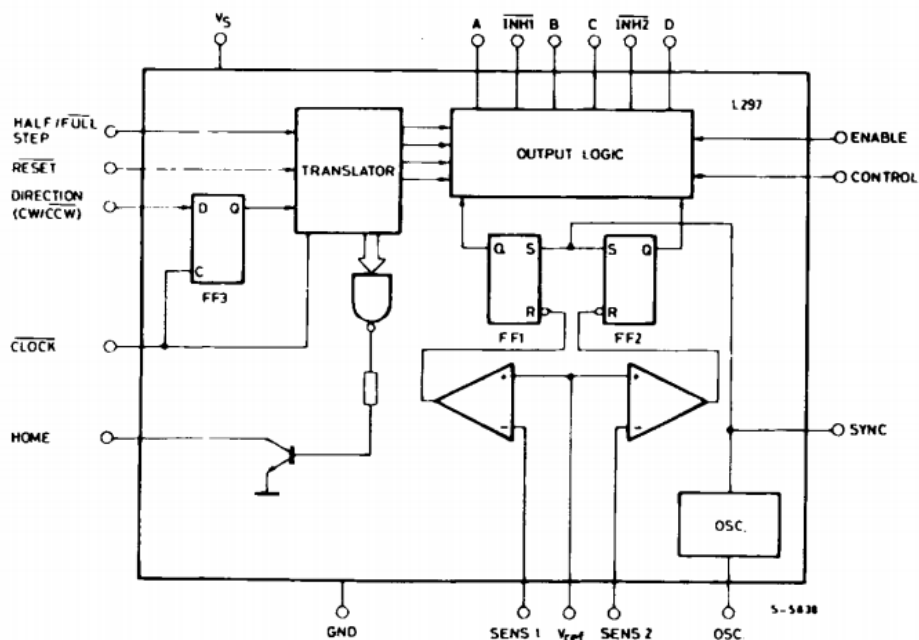 VS
A
INH1
B
C
INH2
D
L297
HALF/FULL
STEP
RESET
DIRECTION
(CW/CCW)
CLOCK
HOME
TRANSLATOR
OUTPUT LOGIC
ENABLE
CONTROL
D Q
C
FF3
Q S
R
FF1
S Q
R
FF2
+
-
+
-
SYNC
OSC.
GND
SENS 1
Vref
SENS 2
OSC.
S-5838